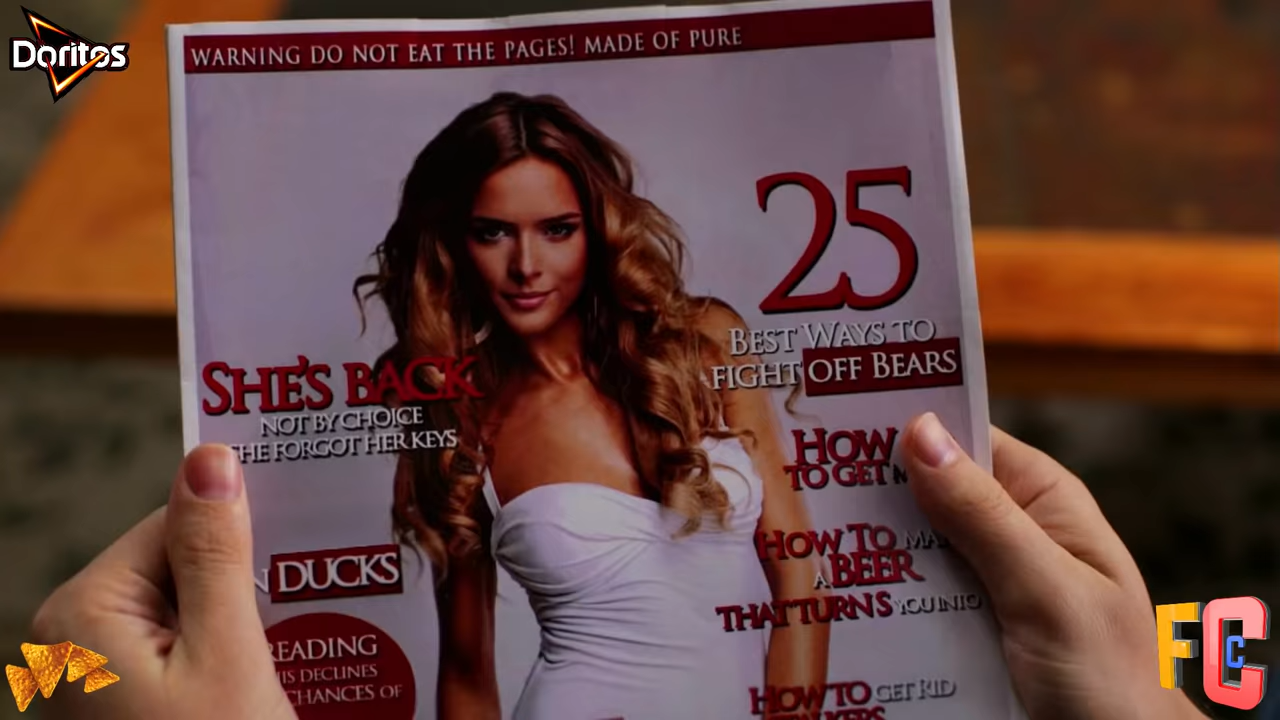 Doritos
WARNING DO NOT EAT THE PAGES! MADE OF PURE
25
BEST WAYS TO
FIGHT OFF BEARS
SHE'S BACK
NOT BY CHOICE
SHE FORGOT HER KEYS
HOW
TO GET
HOW TO
A BEER
THAT TURNS YOU INTO
DUCKS
READING
THIS DECLINES
CHANCES OF
HOW TO GET RID
FCC